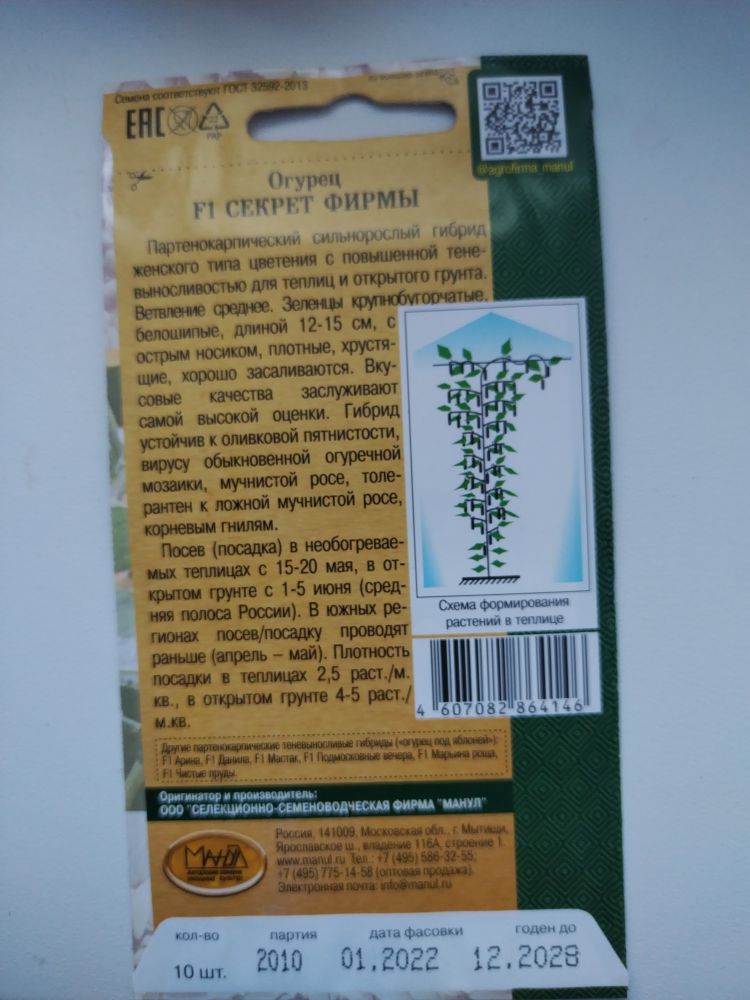 Семена соответствуют ГОСТ 32592-2013
EAC
22
PAP
@agrofirma_manul
Огурец
F1 СЕКРЕТ ФИРМЫ
Партенокарпический сильнорослый гибрид
женского типа цветения с повышенной тене-
выносливостью для теплиц и открытого грунта.
Ветвление среднее. Зеленцы крупнобугорчатые,
белошипые, длиной 12-15 см, с
острым носиком, плотные, хрустя-
щие, хорошо засаливаются. Вку-
совые качества заслуживают
самой высокой оценки. Гибрид
устойчив к оливковой пятнистости,
вирусу обыкновенной огуречной
мозаики, мучнистой росе, толе-
рантен к ложной мучнистой росе,
корневым гнилям.
Посев (посадка) в необогревае-
мых теплицах с 15-20 мая, в от-
крытом грунте с 1-5 июня (сред-
няя полоса России). В южных ре-
гионах посев/посадку проводят
раньше (апрель – май). Плотность
посадки в теплицах 2,5 раст./м.
кв., в открытом грунте 4-5 раст./
м.кв.
Схема формирования
растений в теплице
4 607082 864146
Другие партенокарпические теневыносливые гибриды («огурец под яблоней»):
F1 Арина, F1 Данила, F1 Мастак, F1 Подмосковные вечера, F1 Марьина роща,
F1 Чистые пруды.
Оригинатор и производитель:
ООО "СЕЛЕКЦИОННО-СЕМЕНОВОДЧЕСКАЯ ФИРМА "МАНУЛ"
МАНУЛ
Авторские семена
овощных культур
Россия, 141009, Московская обл., г. Мытищи,
Ярославское ш., владение 116А, строение 1.
www.manul.ru Тел.: +7 (495) 586-32-55;
+7 (495) 775-14-58 (оптовая продажа).
Электронная почта: info@manul.ru
кол-во партия дата фасовки годен до
10 шт. 2010 01,2022 12.2028